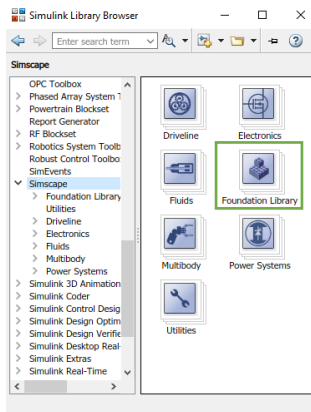 Simulink Library Browser
Enter search term
Simscape
OPC Toolbox
Phased Array System T
Powertrain Blockset
Report Generator
RF Blockset
Robotics System Toolb
Robust Control Toolbo
SimEvents
Simscape
Foundation Library
Utilities
Driveline
Electronics
Fluids
Multibody
Power Systems
Simulink 3D Animation
Simulink Coder
Simulink Control Desig
Simulink Design Optim
Simulink Design Verifie
Simulink Desktop Real-
Simulink Extras
Simulink Real-Time
Driveline Electronics
Fluids Foundation Library
Multibody Power Systems
Utilities